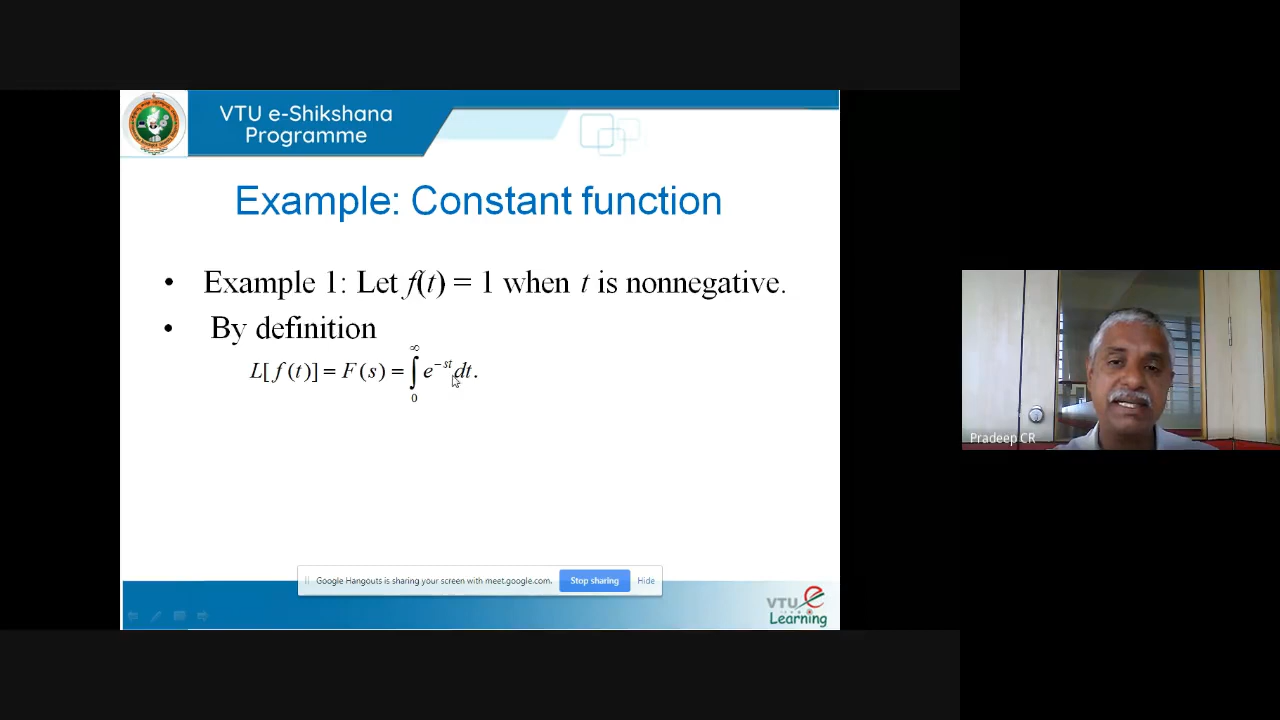 VTU e-Shikshana
Programme
Example: Constant function
• Example 1: Let f(t) = 1 when t is nonnegative.
• By definition
L[f(t)] = F(s) = ∫₀^∞ e^{-st} dt.
Pradeep CR
Google Hangouts is sharing your screen with meet.google.com. Stop sharing Hide
VTU e
Learning